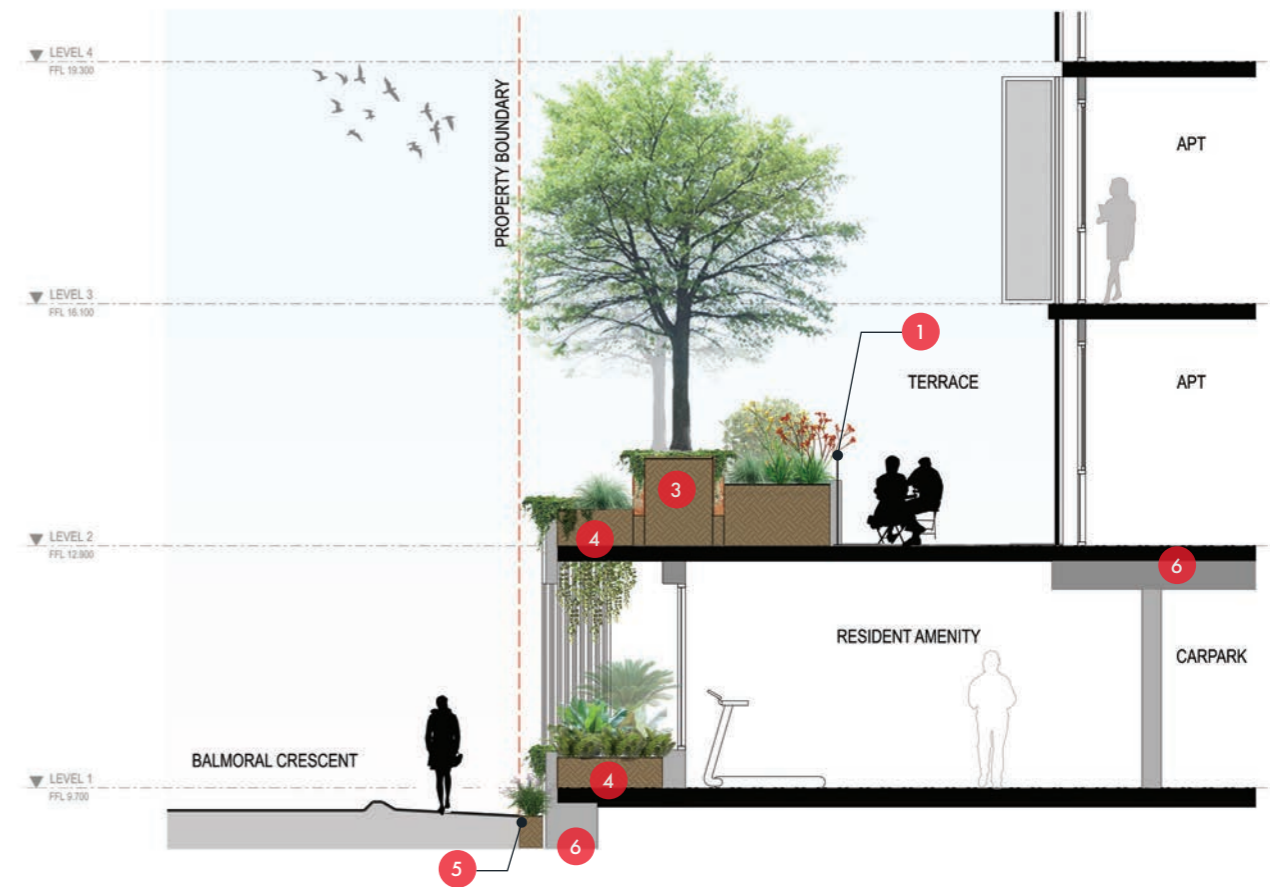 LEVEL 4
FFL 19.300
PROPERTY BOUNDARY
APT
LEVEL 3
FFL 16.100
1
TERRACE
APT
3
4
LEVEL 2
FFL 12.900
6
RESIDENT AMENITY
CARPARK
BALMORAL CRESCENT
LEVEL 1
FFL 9.700
4
5
6